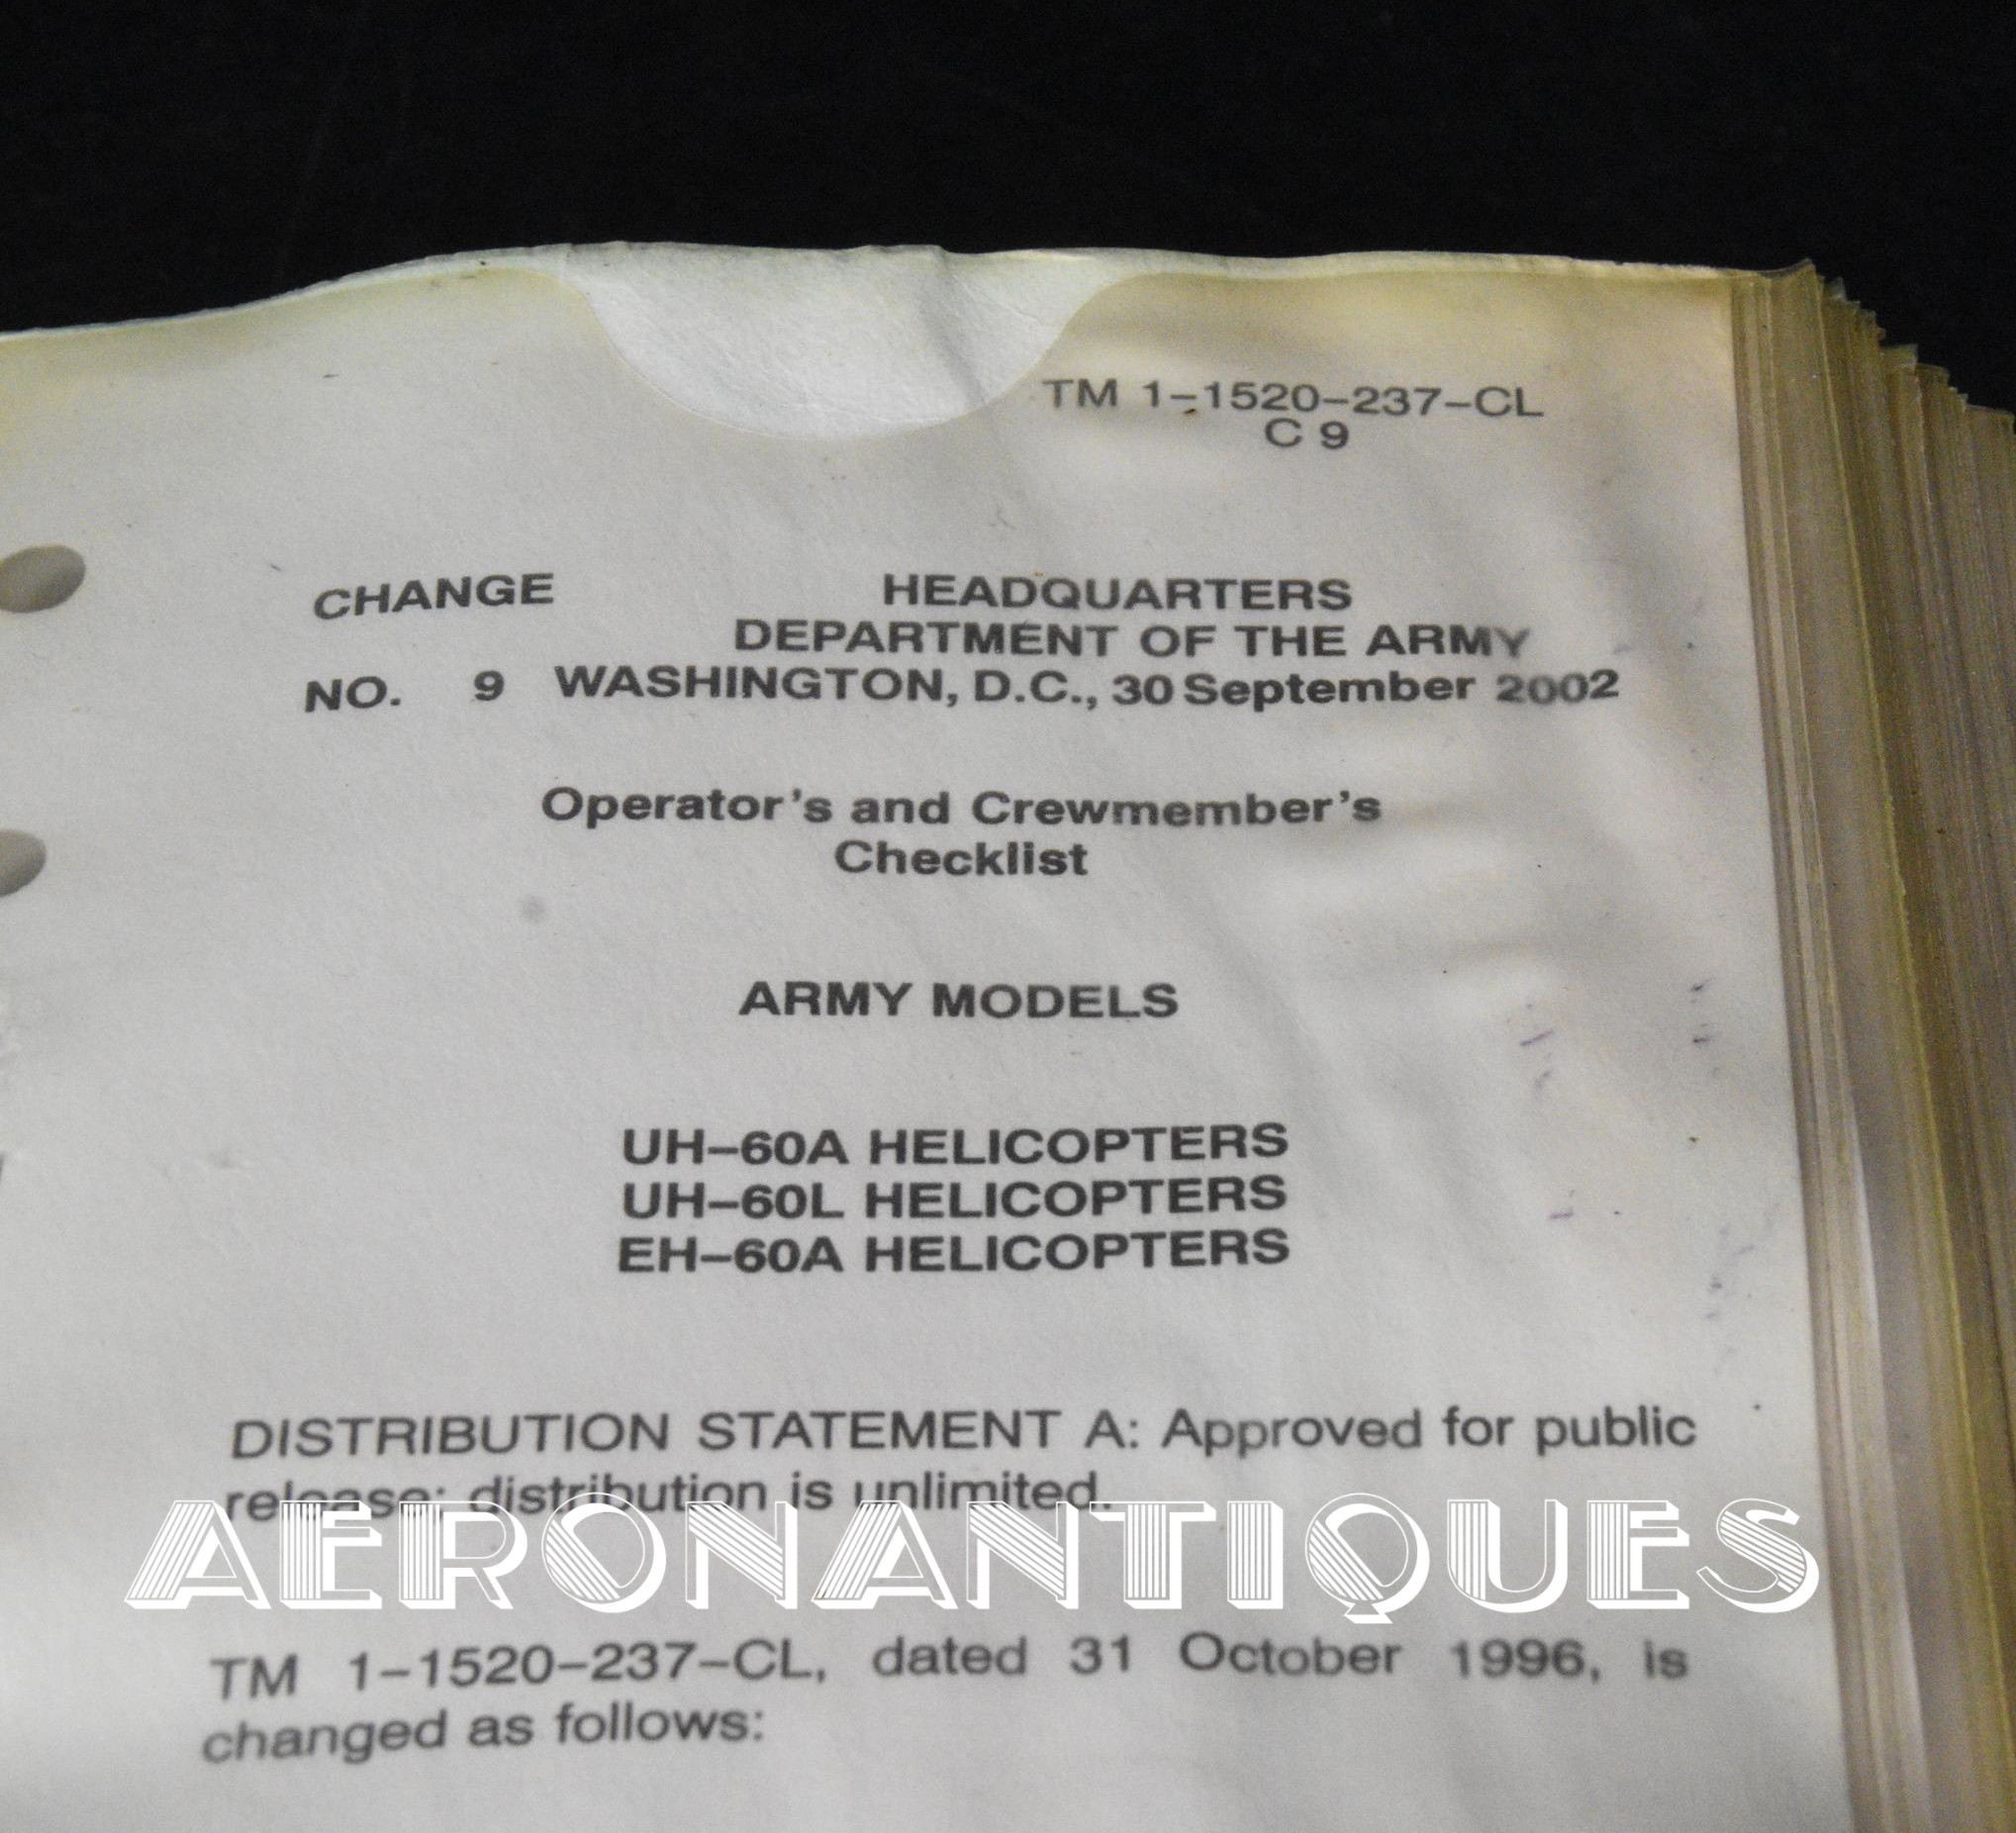 TM 1–1520–237–CL
C 9
CHANGE HEADQUARTERS
DEPARTMENT OF THE ARMY
NO. 9 WASHINGTON, D.C., 30 September 2002
Operator's and Crewmember's
Checklist
ARMY MODELS
UH–60A HELICOPTERS
UH–60L HELICOPTERS
EH–60A HELICOPTERS
DISTRIBUTION STATEMENT A: Approved for public
release; distribution is unlimited.
AERONANTIQUES
TM 1–1520–237–CL, dated 31 October 1996, is
changed as follows: